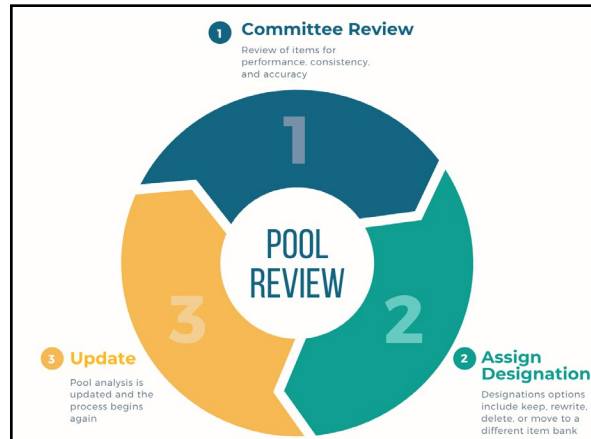 1 Committee Review
Review of items for
performance, consistency,
and accuracy
1
POOL
REVIEW
3
2
3 Update
Pool analysis is
updated and the
process begins
again
2 Assign
Designation
Designations options
include keep, rewrite,
delete, or move to a
different item bank